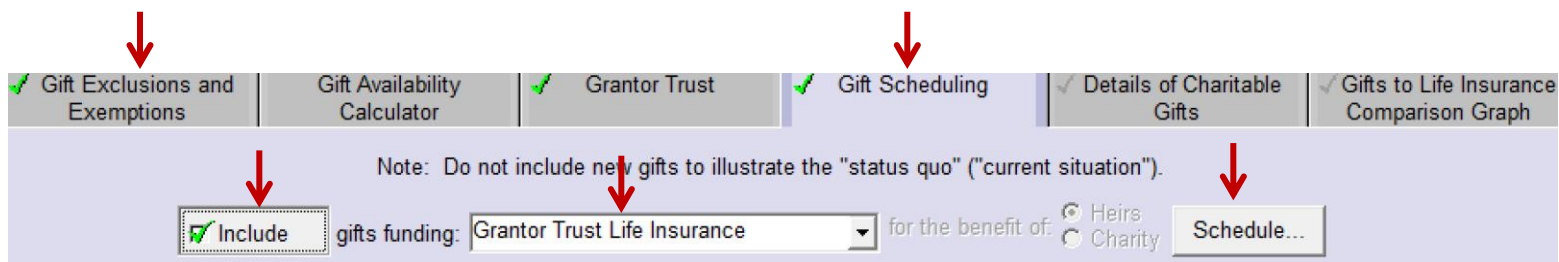 Gift Exclusions and Exemptions
Gift Availability Calculator
Grantor Trust
Gift Scheduling
Details of Charitable Gifts
Gifts to Life Insurance Comparison Graph
Note: Do not include new gifts to illustrate the "status quo" ("current situation").
Include gifts funding: Grantor Trust Life Insurance for the benefit of: Heirs
Charity
Schedule...